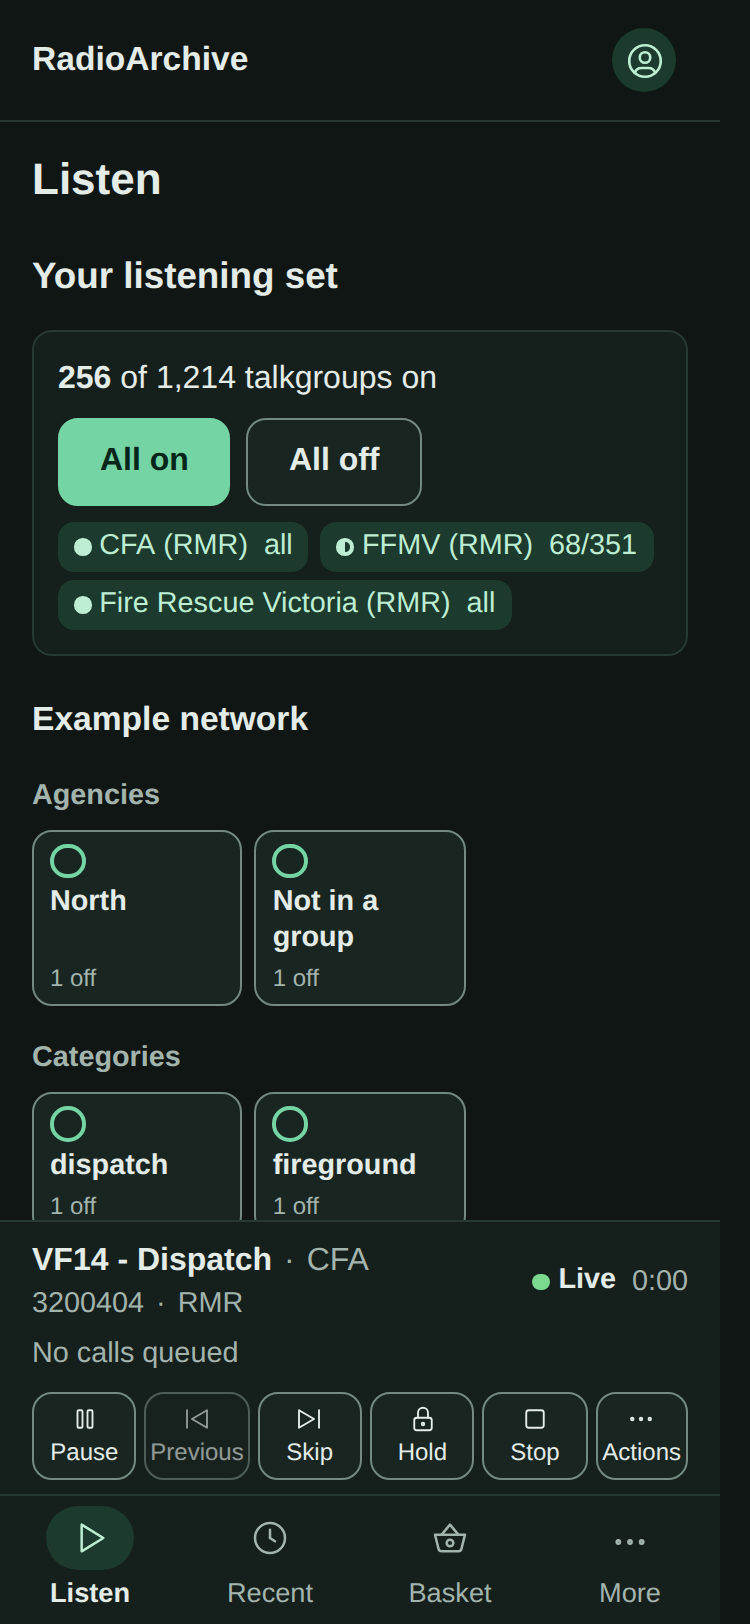 RadioArchive
Listen
Your listening set
256 of 1,214 talkgroups on
All on All off
CFA (RMR) all FFMV (RMR) 68/351
Fire Rescue Victoria (RMR) all
Example network
Agencies
North
1 off
Not in a
group
1 off
Categories
dispatch
1 off
fireground
1 off
VF14 - Dispatch · CFA
3200404 · RMR
Live 0:00
No calls queued
Pause Previous Skip Hold Stop Actions
Listen Recent Basket More